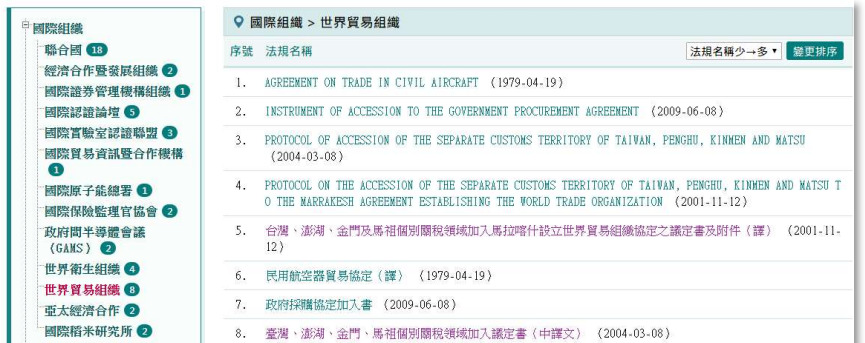 國際組織
聯合國 18
經濟合作暨發展組織 2
國際證券管理機構組織 1
國際認證論壇 5
國際實驗室認證聯盟 3
國際貿易資訊暨合作機構
1
國際原子能總署 1
國際保險監理官協會 2
政府間半導體會議
(GAMS) 2
世界衛生組織 4
世界貿易組織 8
亞太經濟合作 2
國際稻米研究所 2
國際組織 > 世界貿易組織
序號 法規名稱 法規名稱少→多 變更排序
1. AGREEMENT ON TRADE IN CIVIL AIRCRAFT (1979-04-19)
2. INSTRUMENT OF ACCESSION TO THE GOVERNMENT PROCUREMENT AGREEMENT (2009-06-08)
3. PROTOCOL OF ACCESSION OF THE SEPARATE CUSTOMS TERRITORY OF TAIWAN, PENGHU, KINMEN AND MATSU
(2004-03-08)
4. PROTOCOL ON THE ACCESSION OF THE SEPARATE CUSTOMS TERRITORY OF TAIWAN, PENGHU, KINMEN AND MATSU T
O THE MARRAKESH AGREEMENT ESTABLISHING THE WORLD TRADE ORGANIZATION (2001-11-12)
5. 台灣、澎湖、金門及馬祖個別關稅領域加入馬拉喀什設立世界貿易組織協定之議定書及附件(譯) (2001-11-
12)
6. 民用航空器貿易協定(譯) (1979-04-19)
7. 政府採購協定加入書 (2009-06-08)
8. 臺灣、澎湖、金門、馬祖個別關稅領域加入議定書(中譯文) (2004-03-08)